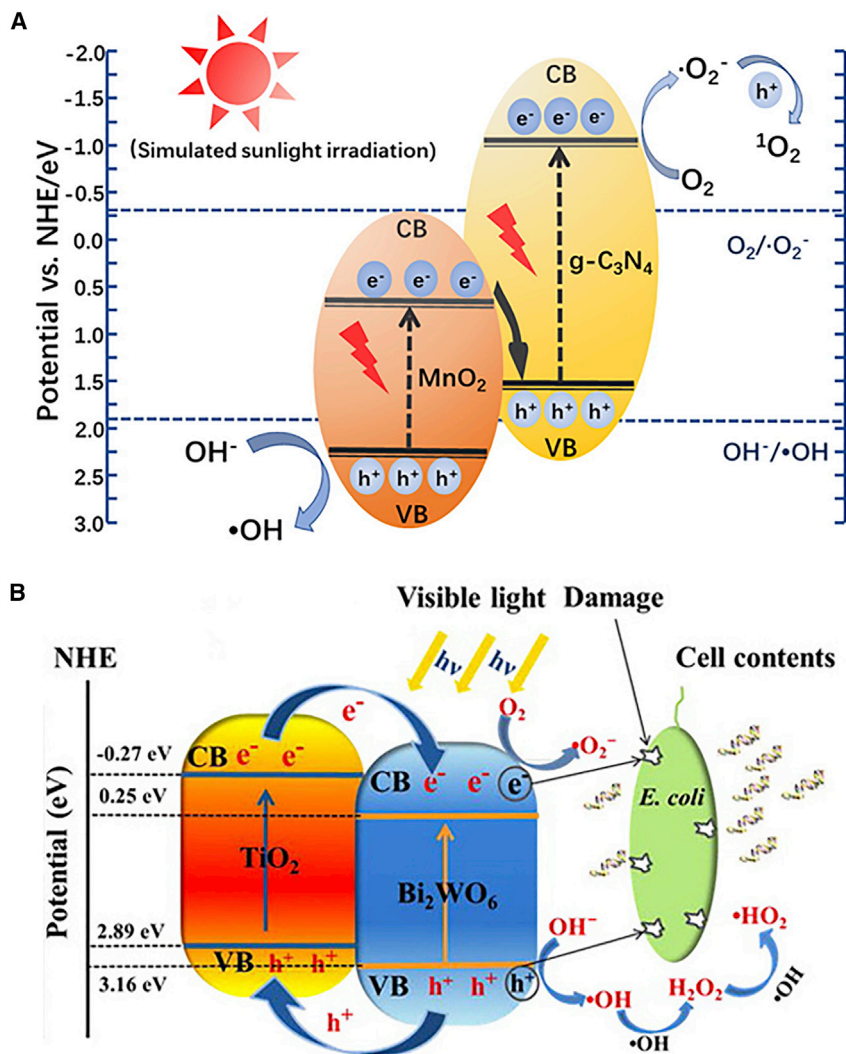 A
Potential vs. NHE/eV
-2.0
-1.5
-1.0
-0.5
0.0
0.5
1.0
1.5
2.0
2.5
3.0
(Simulated sunlight irradiation)
CB
e⁻ e⁻ e⁻
·O₂⁻
h⁺
¹O₂
O₂
O₂/·O₂⁻
g-C₃N₄
CB
e⁻ e⁻ e⁻
MnO₂
h⁺ h⁺ h⁺
VB
OH⁻/•OH
OH⁻
h⁺ h⁺ h⁺
VB
•OH
B
Visible light Damage
NHE
hν hν
Cell contents
e⁻
O₂
•O₂⁻
-0.27 eV
CB e⁻ e⁻
CB e⁻ e⁻ e⁻
0.25 eV
E. coli
Potential (eV)
TiO₂
Bi₂WO₆
2.89 eV
VB h⁺ h⁺
OH⁻
•HO₂
3.16 eV
VB h⁺ h⁺ h⁺
•OH
H₂O₂
•OH
h⁺
•OH